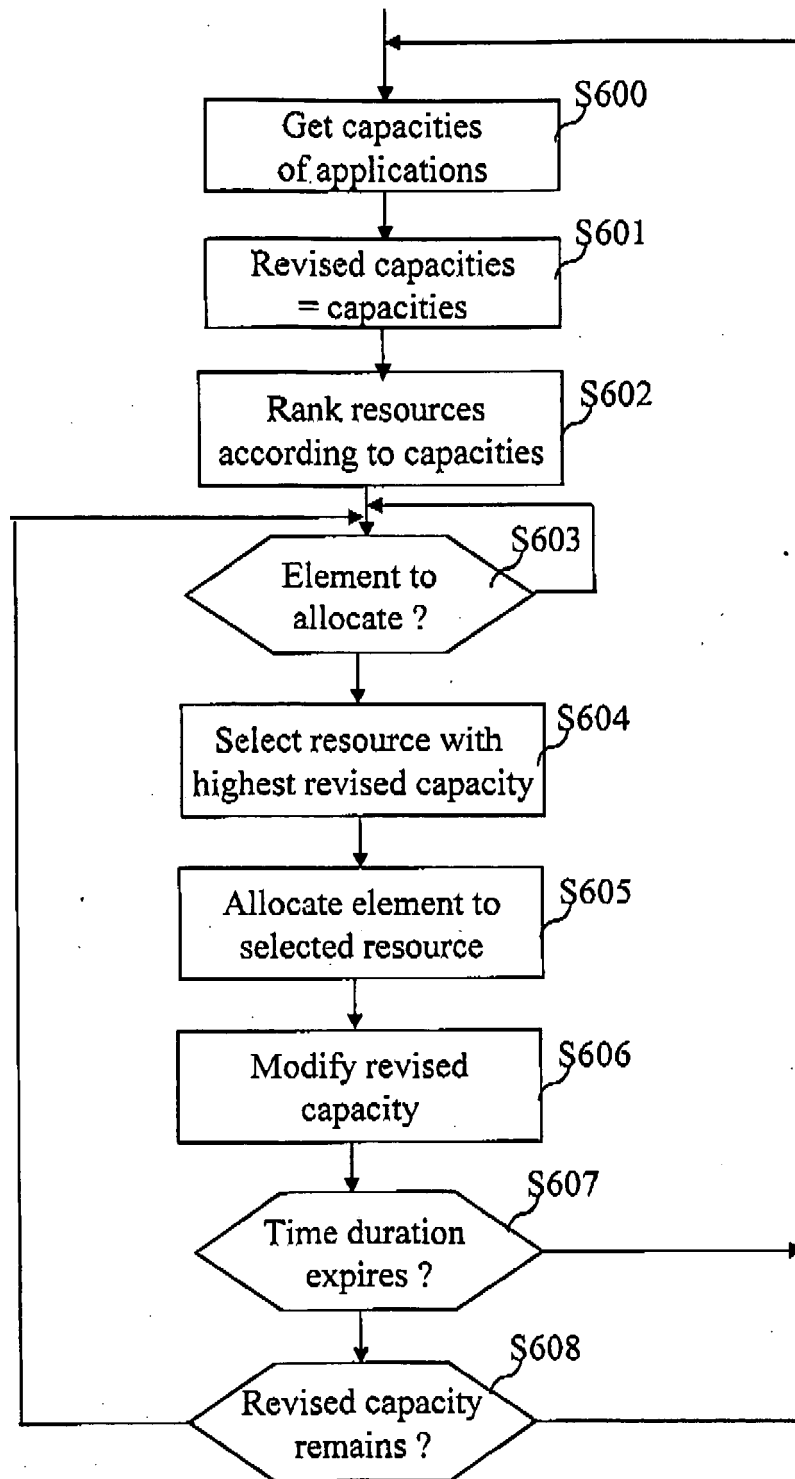 S600
Get capacities
of applications
S601
Revised capacities
= capacities
S602
Rank resources
according to capacities
S603
Element to
allocate ?
S604
Select resource with
highest revised capacity
S605
Allocate element to
selected resource
S606
Modify revised
capacity
S607
Time duration
expires ?
S608
Revised capacity
remains ?